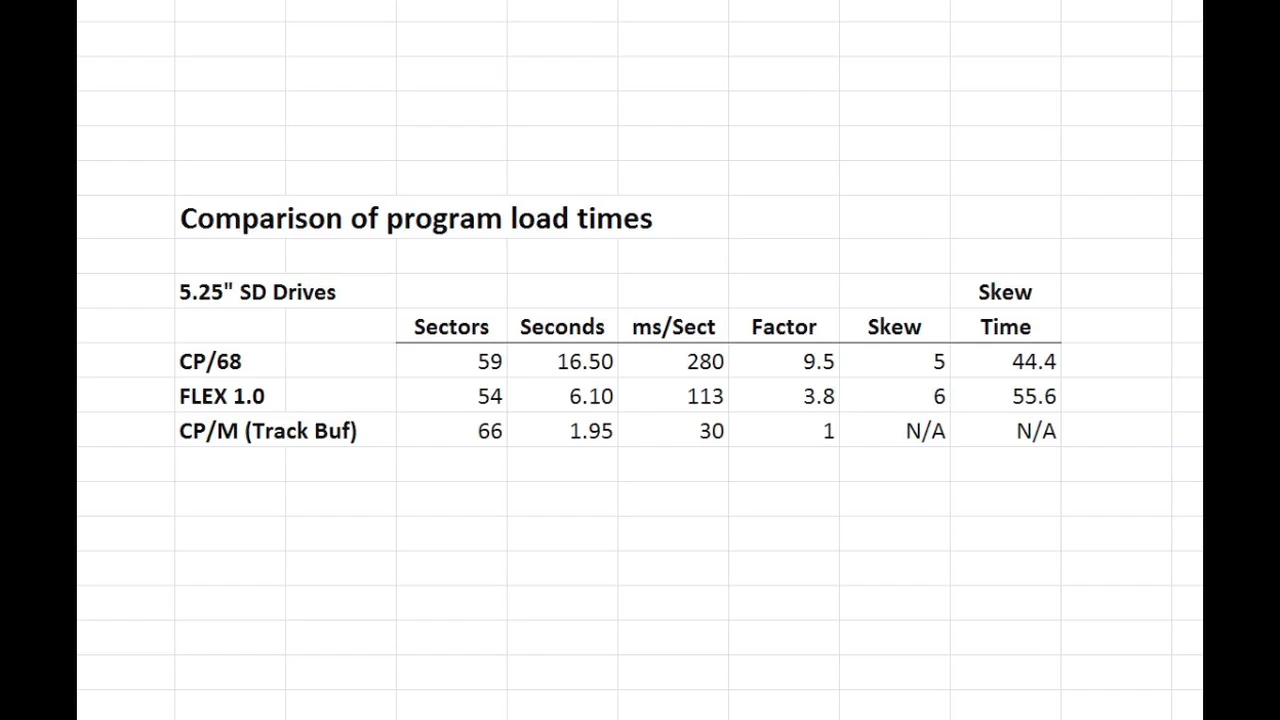 Comparison of program load times
5.25" SD Drives Skew
Sectors Seconds ms/Sect Factor Skew Time
CP/68 59 16.50 280 9.5 5 44.4
FLEX 1.0 54 6.10 113 3.8 6 55.6
CP/M (Track Buf) 66 1.95 30 1 N/A N/A